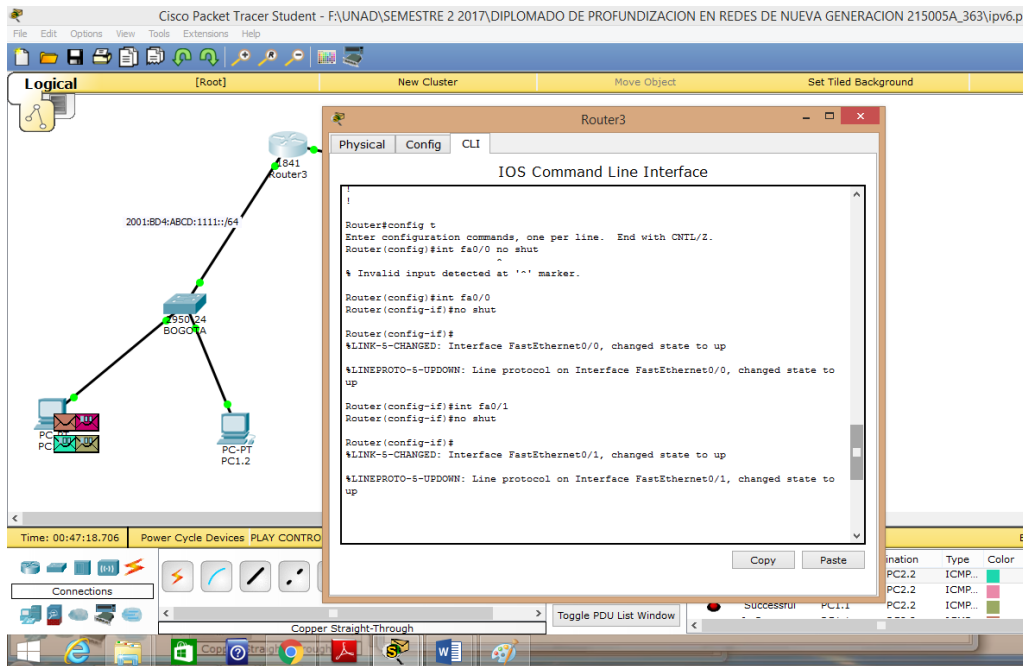 Cisco Packet Tracer Student - F:\UNAD\SEMESTRE 2 2017\DIPLOMADO DE PROFUNDIZACION EN REDES DE NUEVA GENERACION 215005A_363\ipv6.p
File Edit Options View Tools Extensions Help
Logical [Root] New Cluster Move Object Set Tiled Background
Router3
Physical Config CLI
IOS Command Line Interface
1841
Router3
2001:BD4:ABCD:1111::/64
2950-24
BOGOTA
PC-PT
PC
PC-PT
PC1.2
!
!
Router#config t
Enter configuration commands, one per line. End with CNTL/Z.
Router(config)#int fa0/0 no shut
^
% Invalid input detected at '^' marker.
Router(config)#int fa0/0
Router(config-if)#no shut
Router(config-if)#
%LINK-5-CHANGED: Interface FastEthernet0/0, changed state to up
%LINEPROTO-5-UPDOWN: Line protocol on Interface FastEthernet0/0, changed state to
up
Router(config-if)#int fa0/1
Router(config-if)#no shut
Router(config-if)#
%LINK-5-CHANGED: Interface FastEthernet0/1, changed state to up
%LINEPROTO-5-UPDOWN: Line protocol on Interface FastEthernet0/1, changed state to
up
Copy Paste
Time: 00:47:18.706 Power Cycle Devices PLAY CONTRO
Connections
Copper Straight-Through
Toggle PDU List Window
ination Type Color
PC2.2 ICMP...
PC2.2 ICMP...
Successful PC1.1 PC2.2 ICMP...